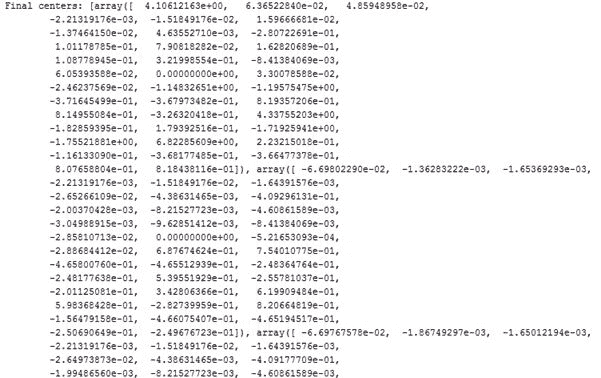 Final centers: [array([  4.10612163e+00,   6.36522840e-02,   4.85948958e-02,
-2.21319176e-03,  -1.51849176e-02,   1.59666681e-02,
-1.37464150e-02,   4.63552710e-03,  -2.80722691e-01,
1.01178785e-01,   7.90818282e-02,   1.62820689e-01,
1.08778945e-01,   3.21998554e-01,  -8.41384069e-03,
6.05393588e-02,   0.00000000e+00,   3.30078588e-02,
-2.46237569e-02,  -1.14832651e+00,  -1.19575475e+00,
-3.71645499e-01,  -3.67973482e-01,   8.19357206e-01,
8.14955084e-01,  -3.26320418e-01,   4.33755203e+00,
-1.82859395e-01,   1.79392516e-01,  -1.71925941e+00,
-1.75521881e+00,   6.82285609e+00,   2.23215018e-01,
-1.16133090e-01,  -3.68177485e-01,  -3.66477378e-01,
8.07658804e-01,   8.18438116e-01]), array([ -6.69802290e-02,  -1.36283222e-03,  -1.65369293e-03,
-2.21319176e-03,  -1.51849176e-02,  -1.64391576e-03,
-2.65266109e-02,  -4.38631465e-03,  -4.09296131e-01,
-2.00370428e-03,  -8.21527723e-03,  -4.60861589e-03,
-3.04988915e-03,  -9.62851412e-03,  -8.41384069e-03,
-2.85810713e-02,   0.00000000e+00,  -5.21653093e-04,
-2.88684412e-02,   6.87674624e-01,   7.54010775e-01,
-4.65800760e-01,  -4.65512939e-01,  -2.48364764e-01,
-2.48177638e-01,   5.39551929e-01,  -2.55781037e-01,
-2.01125081e-01,   3.42806366e-01,   6.19909484e-01,
5.98368428e-01,  -2.82739959e-01,   8.20664819e-01,
-1.56479158e-01,  -4.66075407e-01,  -4.65194517e-01,
-2.50690649e-01,  -2.49676723e-01]), array([ -6.69767578e-02,  -1.86749297e-03,  -1.65012194e-03,
-2.21319176e-03,  -1.51849176e-02,  -1.64391576e-03,
-2.64973873e-02,  -4.38631465e-03,  -4.09177709e-01,
-1.99486560e-03,  -8.21527723e-03,  -4.60861589e-03,